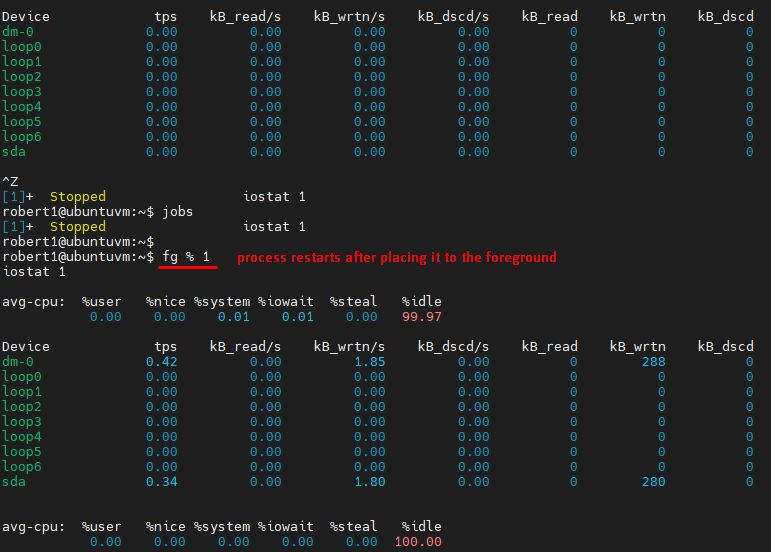 Device tps kB_read/s kB_wrtn/s kB_dscd/s kB_read kB_wrtn kB_dscd
dm-0 0.00 0.00 0.00 0.00 0 0 0
loop0 0.00 0.00 0.00 0.00 0 0 0
loop1 0.00 0.00 0.00 0.00 0 0 0
loop2 0.00 0.00 0.00 0.00 0 0 0
loop3 0.00 0.00 0.00 0.00 0 0 0
loop4 0.00 0.00 0.00 0.00 0 0 0
loop5 0.00 0.00 0.00 0.00 0 0 0
loop6 0.00 0.00 0.00 0.00 0 0 0
sda 0.00 0.00 0.00 0.00 0 0 0
^Z
[1]+ Stopped iostat 1
robert1@ubuntuvm:~$ jobs
[1]+ Stopped iostat 1
robert1@ubuntuvm:~$
robert1@ubuntuvm:~$ fg % 1 process restarts after placing it to the foreground
iostat 1
avg-cpu: %user %nice %system %iowait %steal %idle
0.00 0.00 0.01 0.01 0.00 99.97
Device tps kB_read/s kB_wrtn/s kB_dscd/s kB_read kB_wrtn kB_dscd
dm-0 0.42 0.00 1.85 0.00 0 288 0
loop0 0.00 0.00 0.00 0.00 0 0 0
loop1 0.00 0.00 0.00 0.00 0 0 0
loop2 0.00 0.00 0.00 0.00 0 0 0
loop3 0.00 0.00 0.00 0.00 0 0 0
loop4 0.00 0.00 0.00 0.00 0 0 0
loop5 0.00 0.00 0.00 0.00 0 0 0
loop6 0.00 0.00 0.00 0.00 0 0 0
sda 0.34 0.00 1.80 0.00 0 280 0
avg-cpu: %user %nice %system %iowait %steal %idle
0.00 0.00 0.00 0.00 0.00 100.00